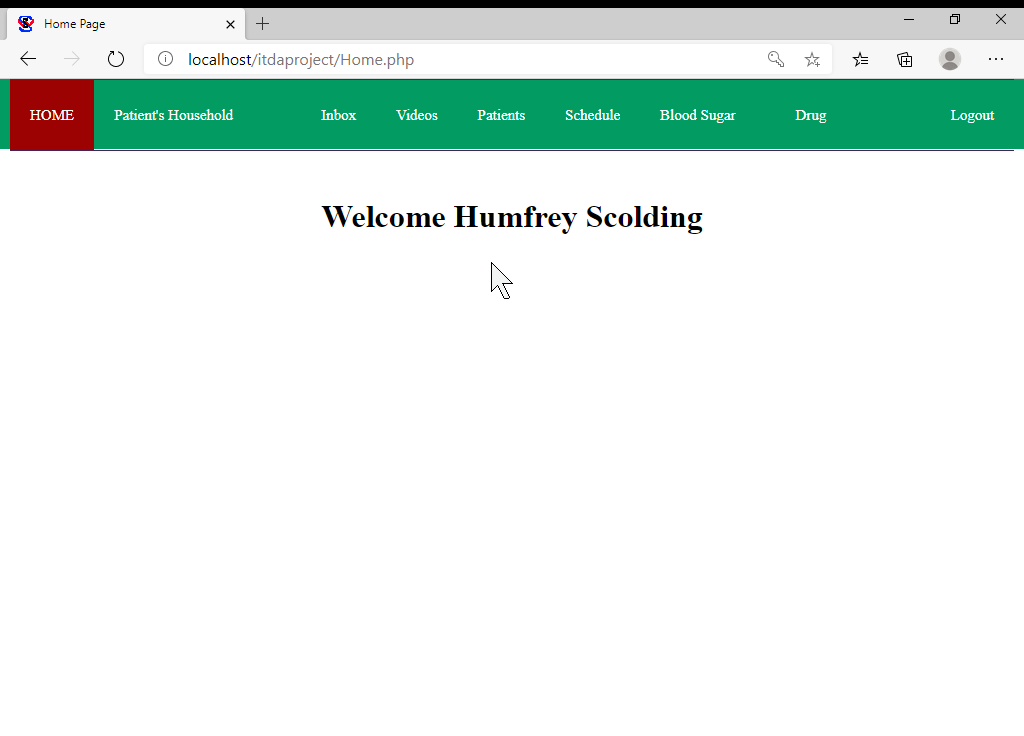 Home Page
localhost/itdaproject/Home.php
HOME Patient's Household Inbox Videos Patients Schedule Blood Sugar Drug Logout
Welcome Humfrey Scolding